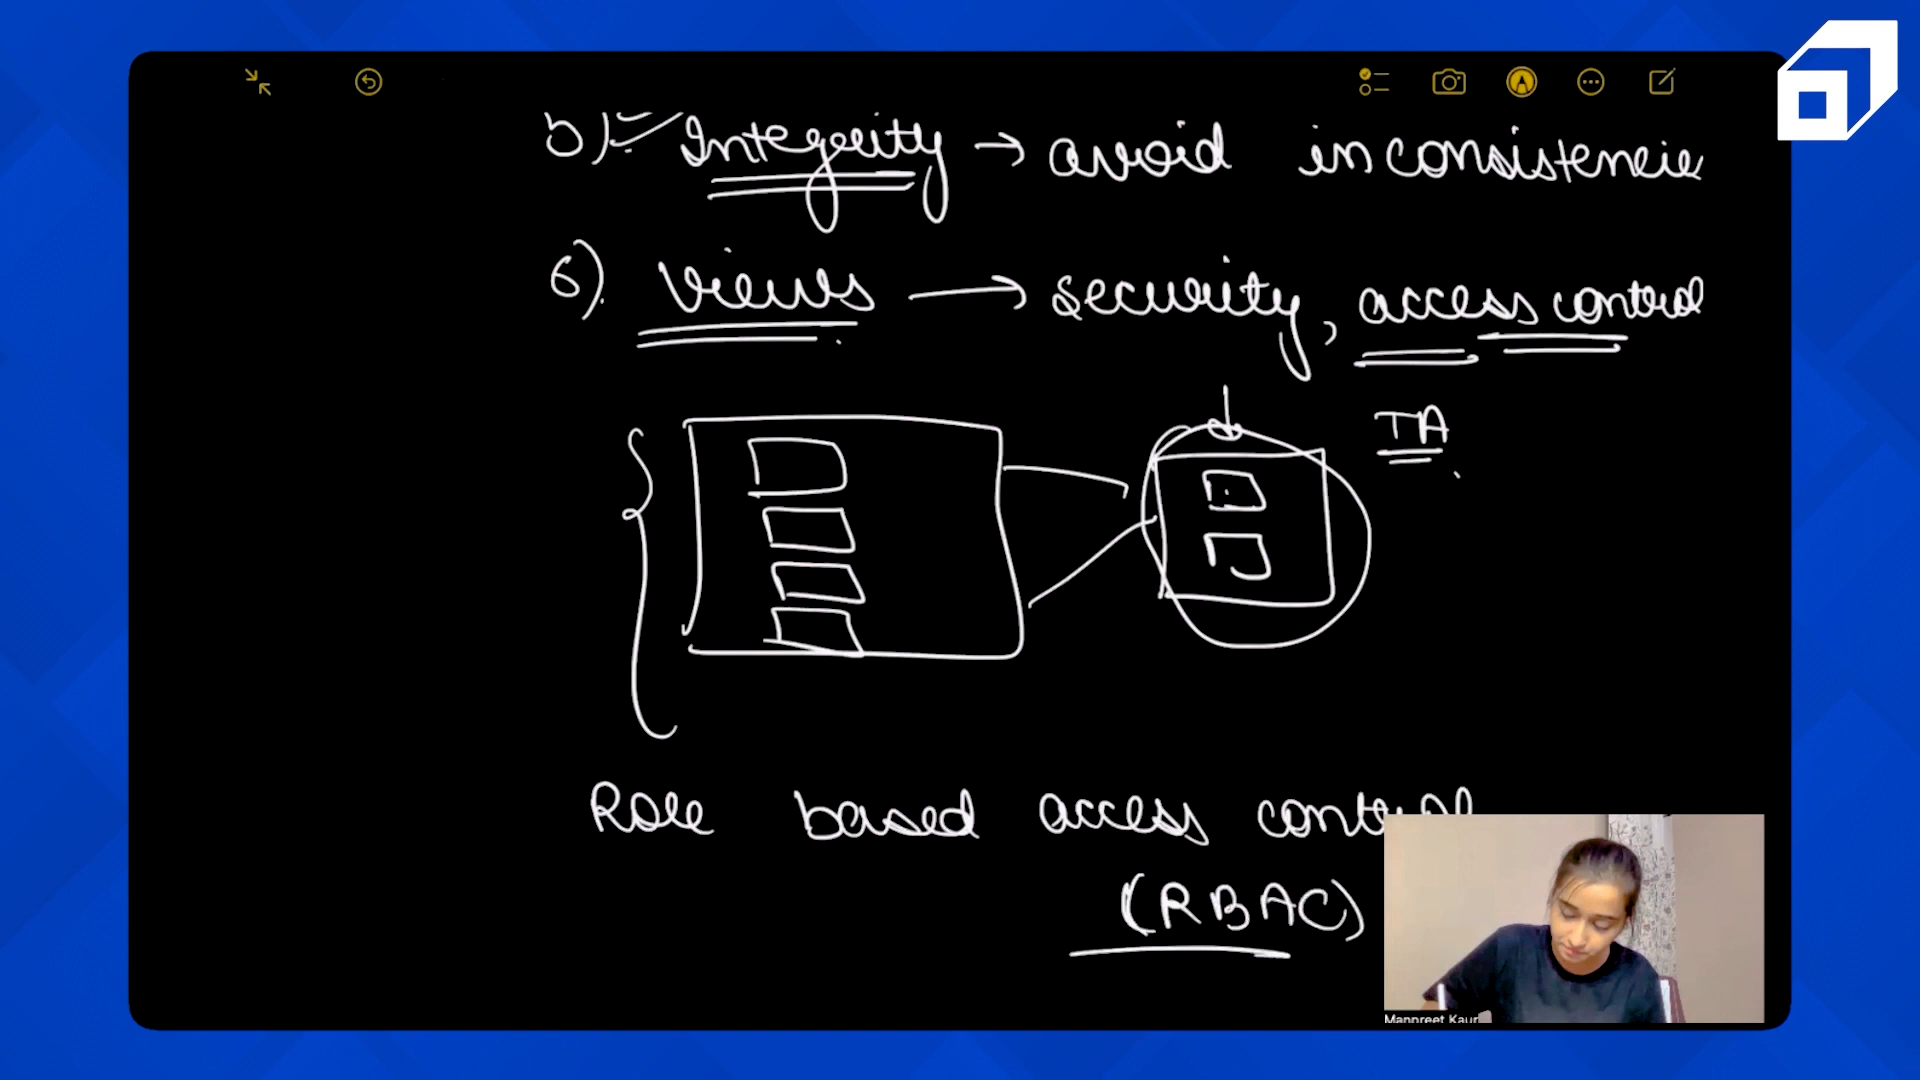 5) Integrity → avoid inconsistencie
6). Views → security, access control
TA
Role based access control
(RBAC)
Manpreet Kaur